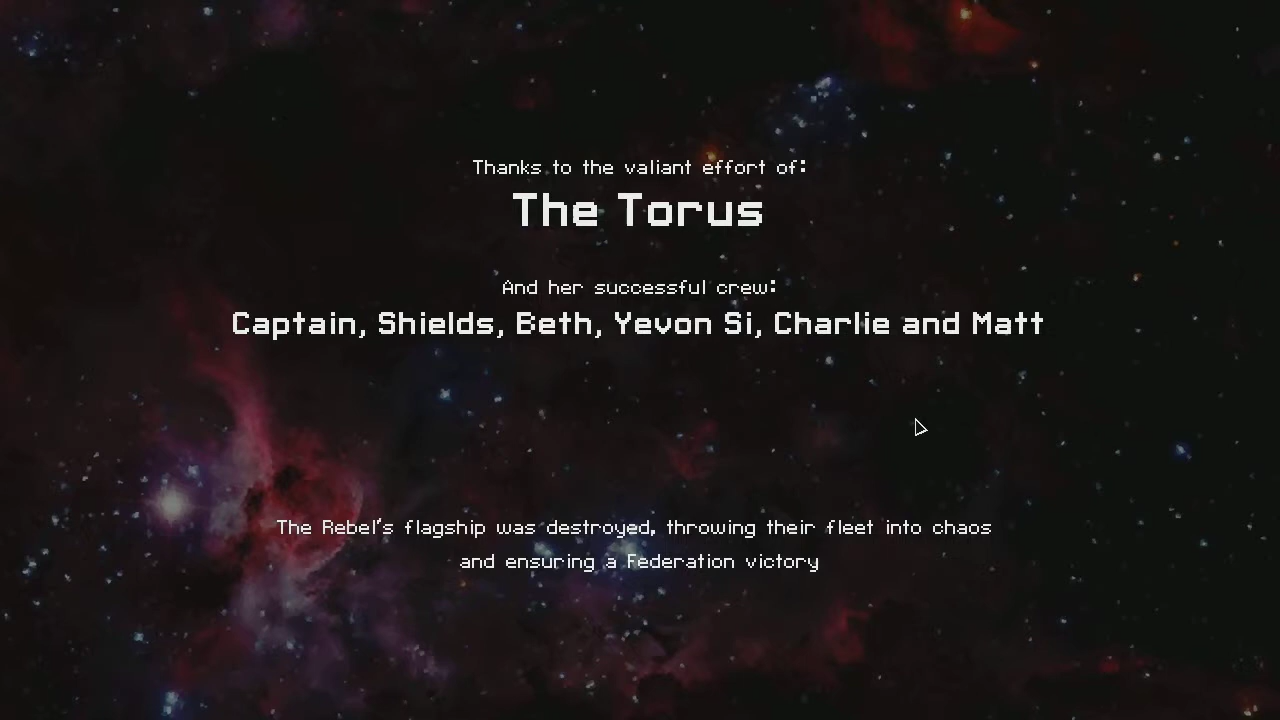 Thanks to the valiant effort of:
The Torus
And her successful crew:
Captain, Shields, Beth, Yevon Si, Charlie and Matt
The Rebel's flagship was destroyed, throwing their fleet into chaos
and ensuring a Federation victory